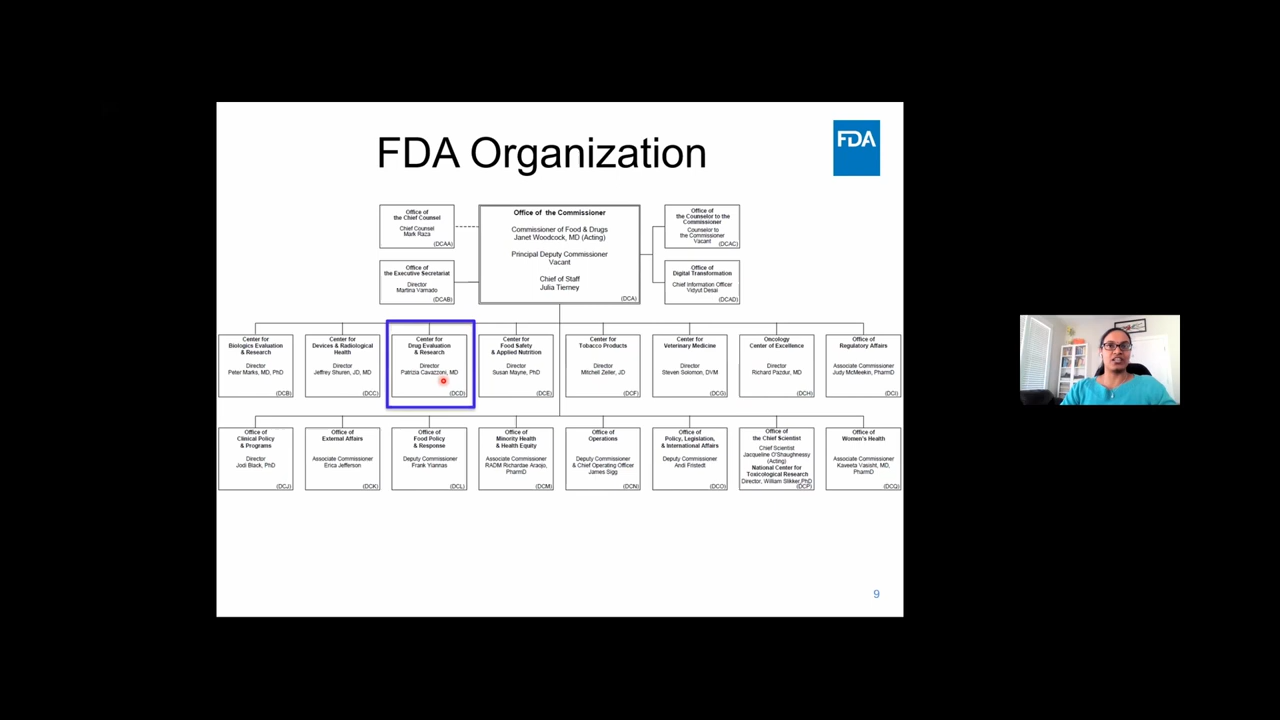 FDA Organization
FDA
Office of
the Chief Counsel
Chief Counsel
Mark Raza
(DCAA)
Office of the Commissioner
Commissioner of Food & Drugs
Janet Woodcock, MD (Acting)
Principal Deputy Commissioner
Vacant
Chief of Staff
Julia Tierney
(DCA)
Office of
the Counselor to the
Commissioner
Counselor to
the Commissioner
Vacant
(DCAC)
Office of
the Executive Secretariat
Director
Martina Varnado
(DCAB)
Office of
Digital Transformation
Chief Information Officer
Vidyut Desai
(DCAD)
Center for
Biologics Evaluation
& Research
Director
Peter Marks, MD, PhD
(DCB)
Center for
Devices & Radiological
Health
Director
Jeffrey Shuren, JD, MD
(DCC)
Center for
Drug Evaluation
& Research
Director
Patrizia Cavazzoni, MD
(DCD)
Center for
Food Safety
& Applied Nutrition
Director
Susan Mayne, PhD
(DCE)
Center for
Tobacco Products
Director
Mitchell Zeller, JD
(DCF)
Center for
Veterinary Medicine
Director
Steven Solomon, DVM
(DCG)
Oncology
Center of Excellence
Director
Richard Pazdur, MD
(DCH)
Office of
Regulatory Affairs
Associate Commissioner
Judy McMeekin, PharmD
(DCI)
Office of
Clinical Policy
& Programs
Director
Jodi Black, PhD
(DCJ)
Office of
External Affairs
Associate Commissioner
Erica Jefferson
(DCK)
Office of
Food Policy
& Response
Deputy Commissioner
Frank Yiannas
(DCL)
Office of
Minority Health
& Health Equity
Associate Commissioner
RADM Richardae Araojo,
PharmD
(DCM)
Office of
Operations
Deputy Commissioner
& Chief Operating Officer
James Sigg
(DCN)
Office of
Policy, Legislation,
& International Affairs
Deputy Commissioner
Andi Fristedt
(DCO)
Office of
the Chief Scientist
Chief Scientist
Jacqueline O'Shaughnessy
(Acting)
National Center for
Toxicological Research
Director, William Slikker,PhD
(DCP)
Office of
Women's Health
Associate Commissioner
Kaveeta Vasisht, MD,
PharmD
(DCQ)
9